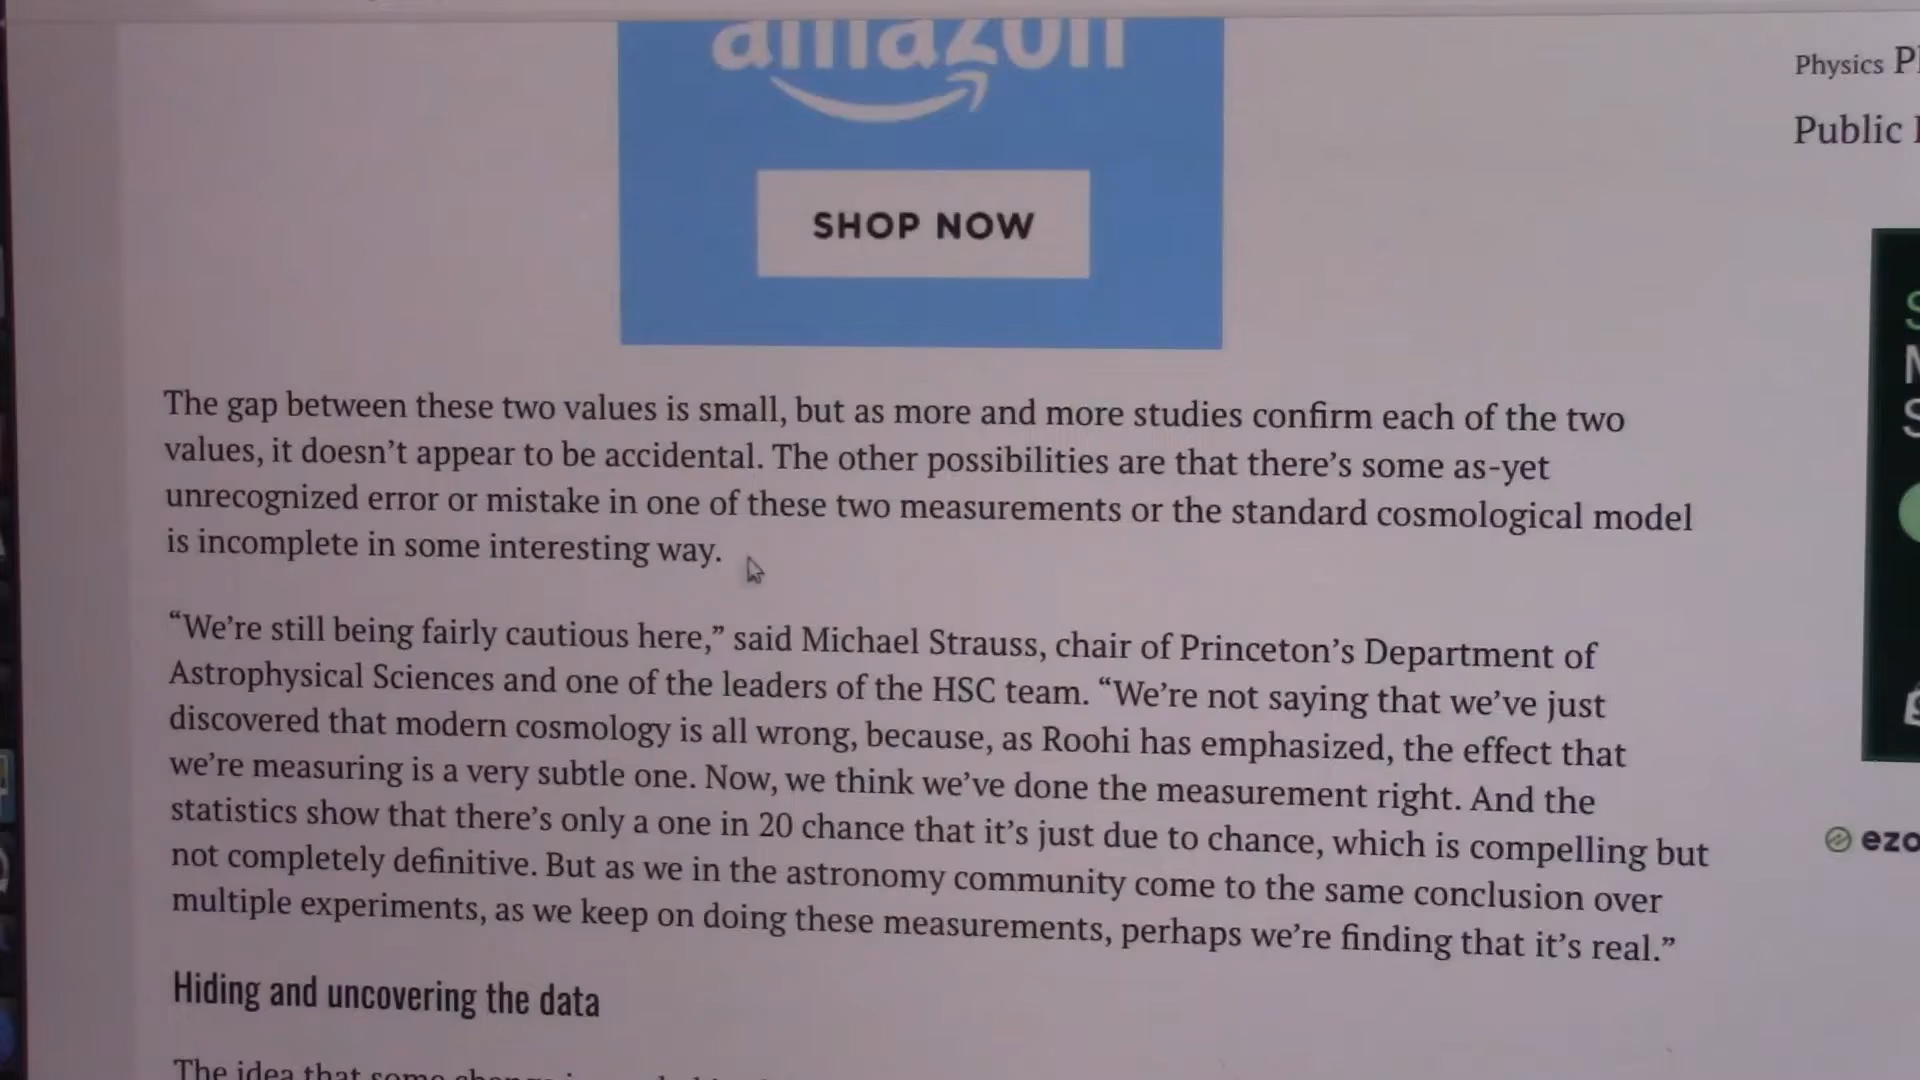 amazon
Physics
Public
SHOP NOW
The gap between these two values is small, but as more and more studies confirm each of the two
values, it doesn’t appear to be accidental. The other possibilities are that there’s some as-yet
unrecognized error or mistake in one of these two measurements or the standard cosmological model
is incomplete in some interesting way.
“We’re still being fairly cautious here,” said Michael Strauss, chair of Princeton’s Department of
Astrophysical Sciences and one of the leaders of the HSC team. “We’re not saying that we’ve just
discovered that modern cosmology is all wrong, because, as Roohi has emphasized, the effect that
we’re measuring is a very subtle one. Now, we think we’ve done the measurement right. And the
statistics show that there’s only a one in 20 chance that it’s just due to chance, which is compelling but
not completely definitive. But as we in the astronomy community come to the same conclusion over
multiple experiments, as we keep on doing these measurements, perhaps we’re finding that it’s real.”
ezo
Hiding and uncovering the data
The idea that some